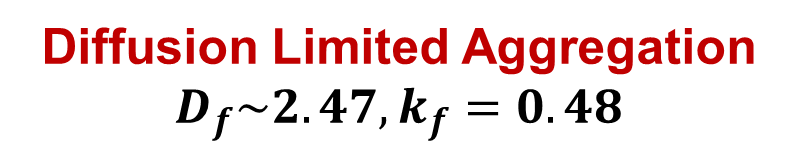 Diffusion Limited Aggregation
D_f~2.47, k_f = 0.48